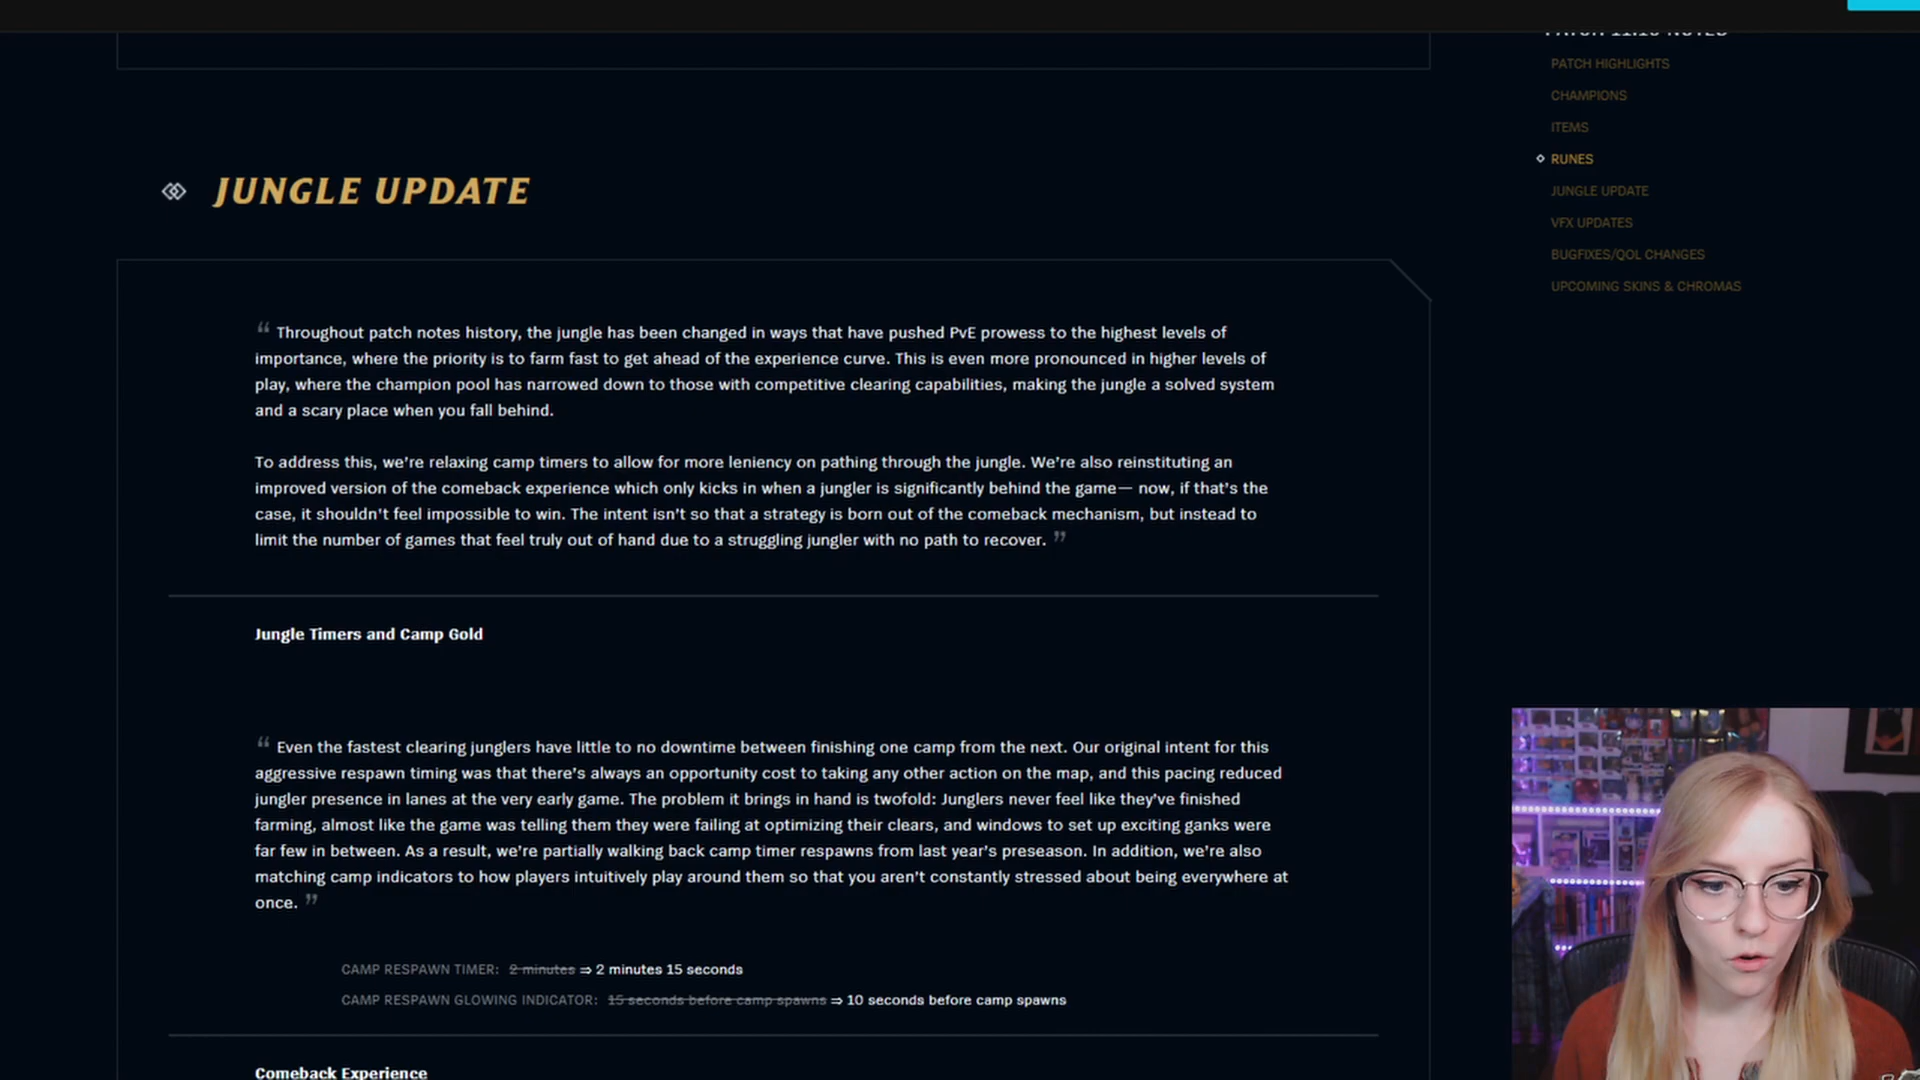 PATCH HIGHLIGHTS
CHAMPIONS
ITEMS
RUNES
JUNGLE UPDATE
VFX UPDATES
BUGFIXES/QOL CHANGES
UPCOMING SKINS & CHROMAS
JUNGLE UPDATE
“ Throughout patch notes history, the jungle has been changed in ways that have pushed PvE prowess to the highest levels of
importance, where the priority is to farm fast to get ahead of the experience curve. This is even more pronounced in higher levels of
play, where the champion pool has narrowed down to those with competitive clearing capabilities, making the jungle a solved system
and a scary place when you fall behind.
To address this, we’re relaxing camp timers to allow for more leniency on pathing through the jungle. We’re also reinstituting an
improved version of the comeback experience which only kicks in when a jungler is significantly behind the game— now, if that’s the
case, it shouldn’t feel impossible to win. The intent isn’t so that a strategy is born out of the comeback mechanism, but instead to
limit the number of games that feel truly out of hand due to a struggling jungler with no path to recover. ”
Jungle Timers and Camp Gold
“ Even the fastest clearing junglers have little to no downtime between finishing one camp from the next. Our original intent for this
aggressive respawn timing was that there’s always an opportunity cost to taking any other action on the map, and this pacing reduced
jungler presence in lanes at the very early game. The problem it brings in hand is twofold: Junglers never feel like they’ve finished
farming, almost like the game was telling them they were failing at optimizing their clears, and windows to set up exciting ganks were
far few in between. As a result, we’re partially walking back camp timer respawns from last year’s preseason. In addition, we’re also
matching camp indicators to how players intuitively play around them so that you aren’t constantly stressed about being everywhere at
once. ”
CAMP RESPAWN TIMER: 2 minutes ⇒ 2 minutes 15 seconds
CAMP RESPAWN GLOWING INDICATOR: 15 seconds before camp spawns ⇒ 10 seconds before camp spawns
Comeback Experience